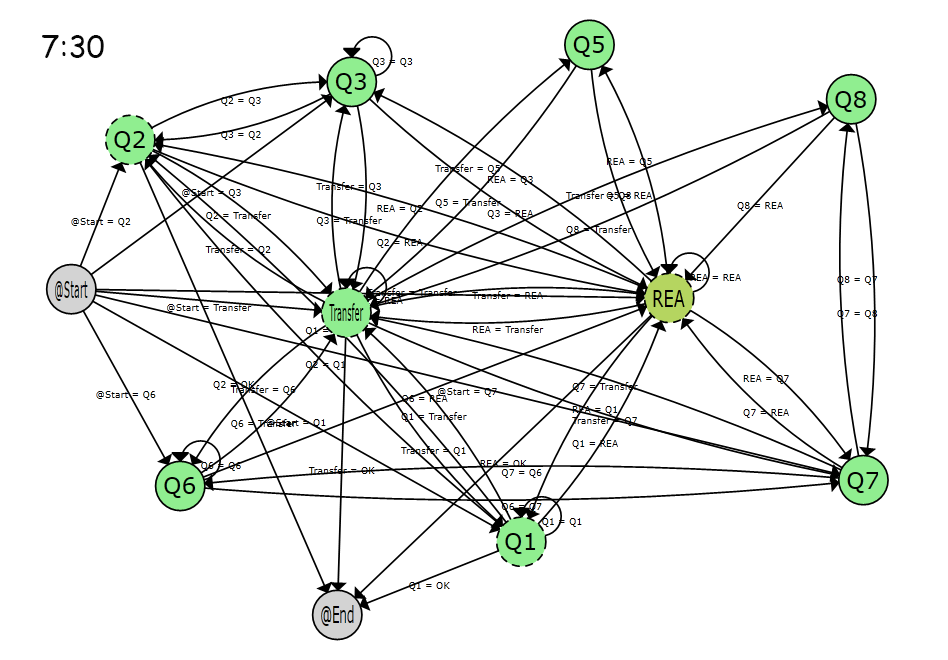 7:30
Q5
Q3 = Q3
Q3
Q8
Q2 = Q3
Q2
Q3 = Q2
REA = Q5
Transfer = Q5
REA = Q3
Transfer = Q3
@Start = Q3
Q5 = Transfer
REA = Q2
Q8 = REA
Q2 = Transfer
Q3 = REA
@Start = Q2
Q3 = Transfer
Q8 = Transfer
Q2 = REA
Transfer = Q2
REA = REA
Q8 = Q7
@Start
Transfer = Transfer
Transfer = REA
REA
@Start = Transfer
Transfer
Q7 = Q8
REA = Transfer
Q2 = Q1
REA = Q7
Q2 = OK
Transfer = Q6
Q7 = Transfer
@Start = Q7
@Start = Q6
Q6 = REA
REA = Q1
Q7 = REA
Q1 = Transfer
Q6 = Transfer
@Start = Q1
Transfer = Q7
Q1 = REA
Transfer = Q1
REA = OK
Q6 = Q6
Transfer = OK
Q7 = Q6
Q7
Q6
Q6 = Q7
Q1 = Q1
Q1
Q1 = OK
@End